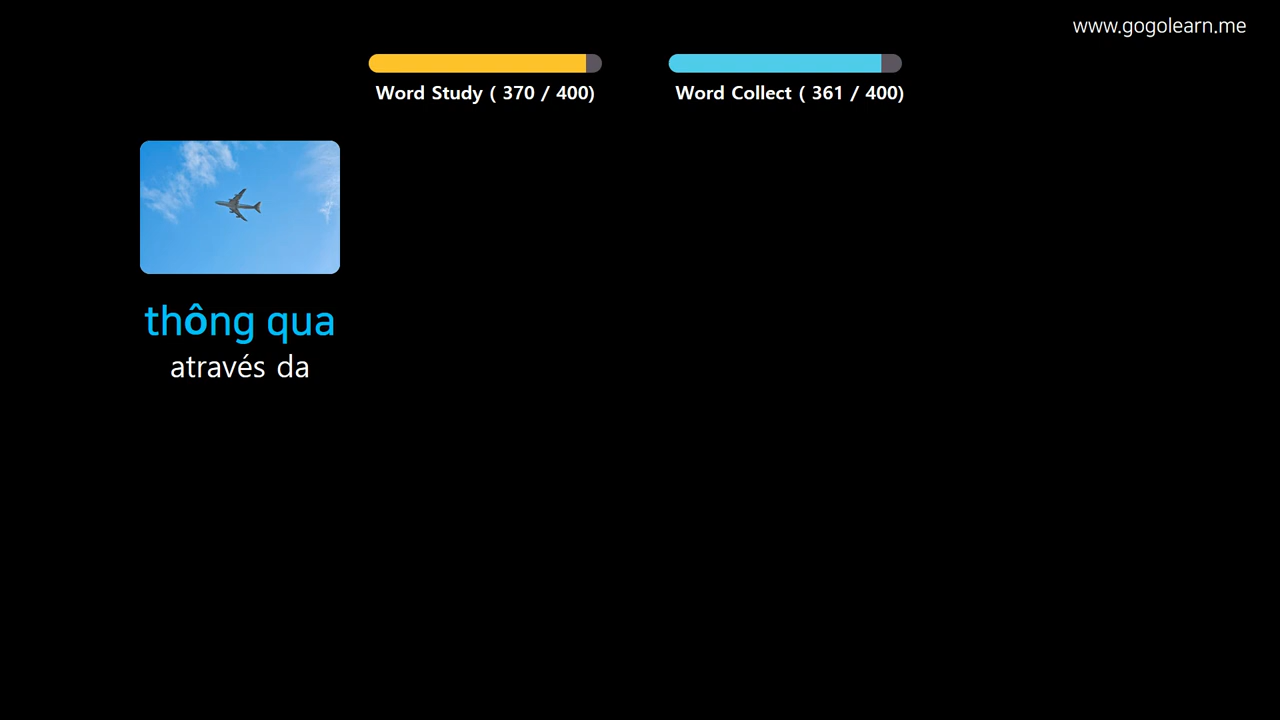 www.gogolearn.me
Word Study ( 370 / 400)
Word Collect ( 361 / 400)
thông qua
através da